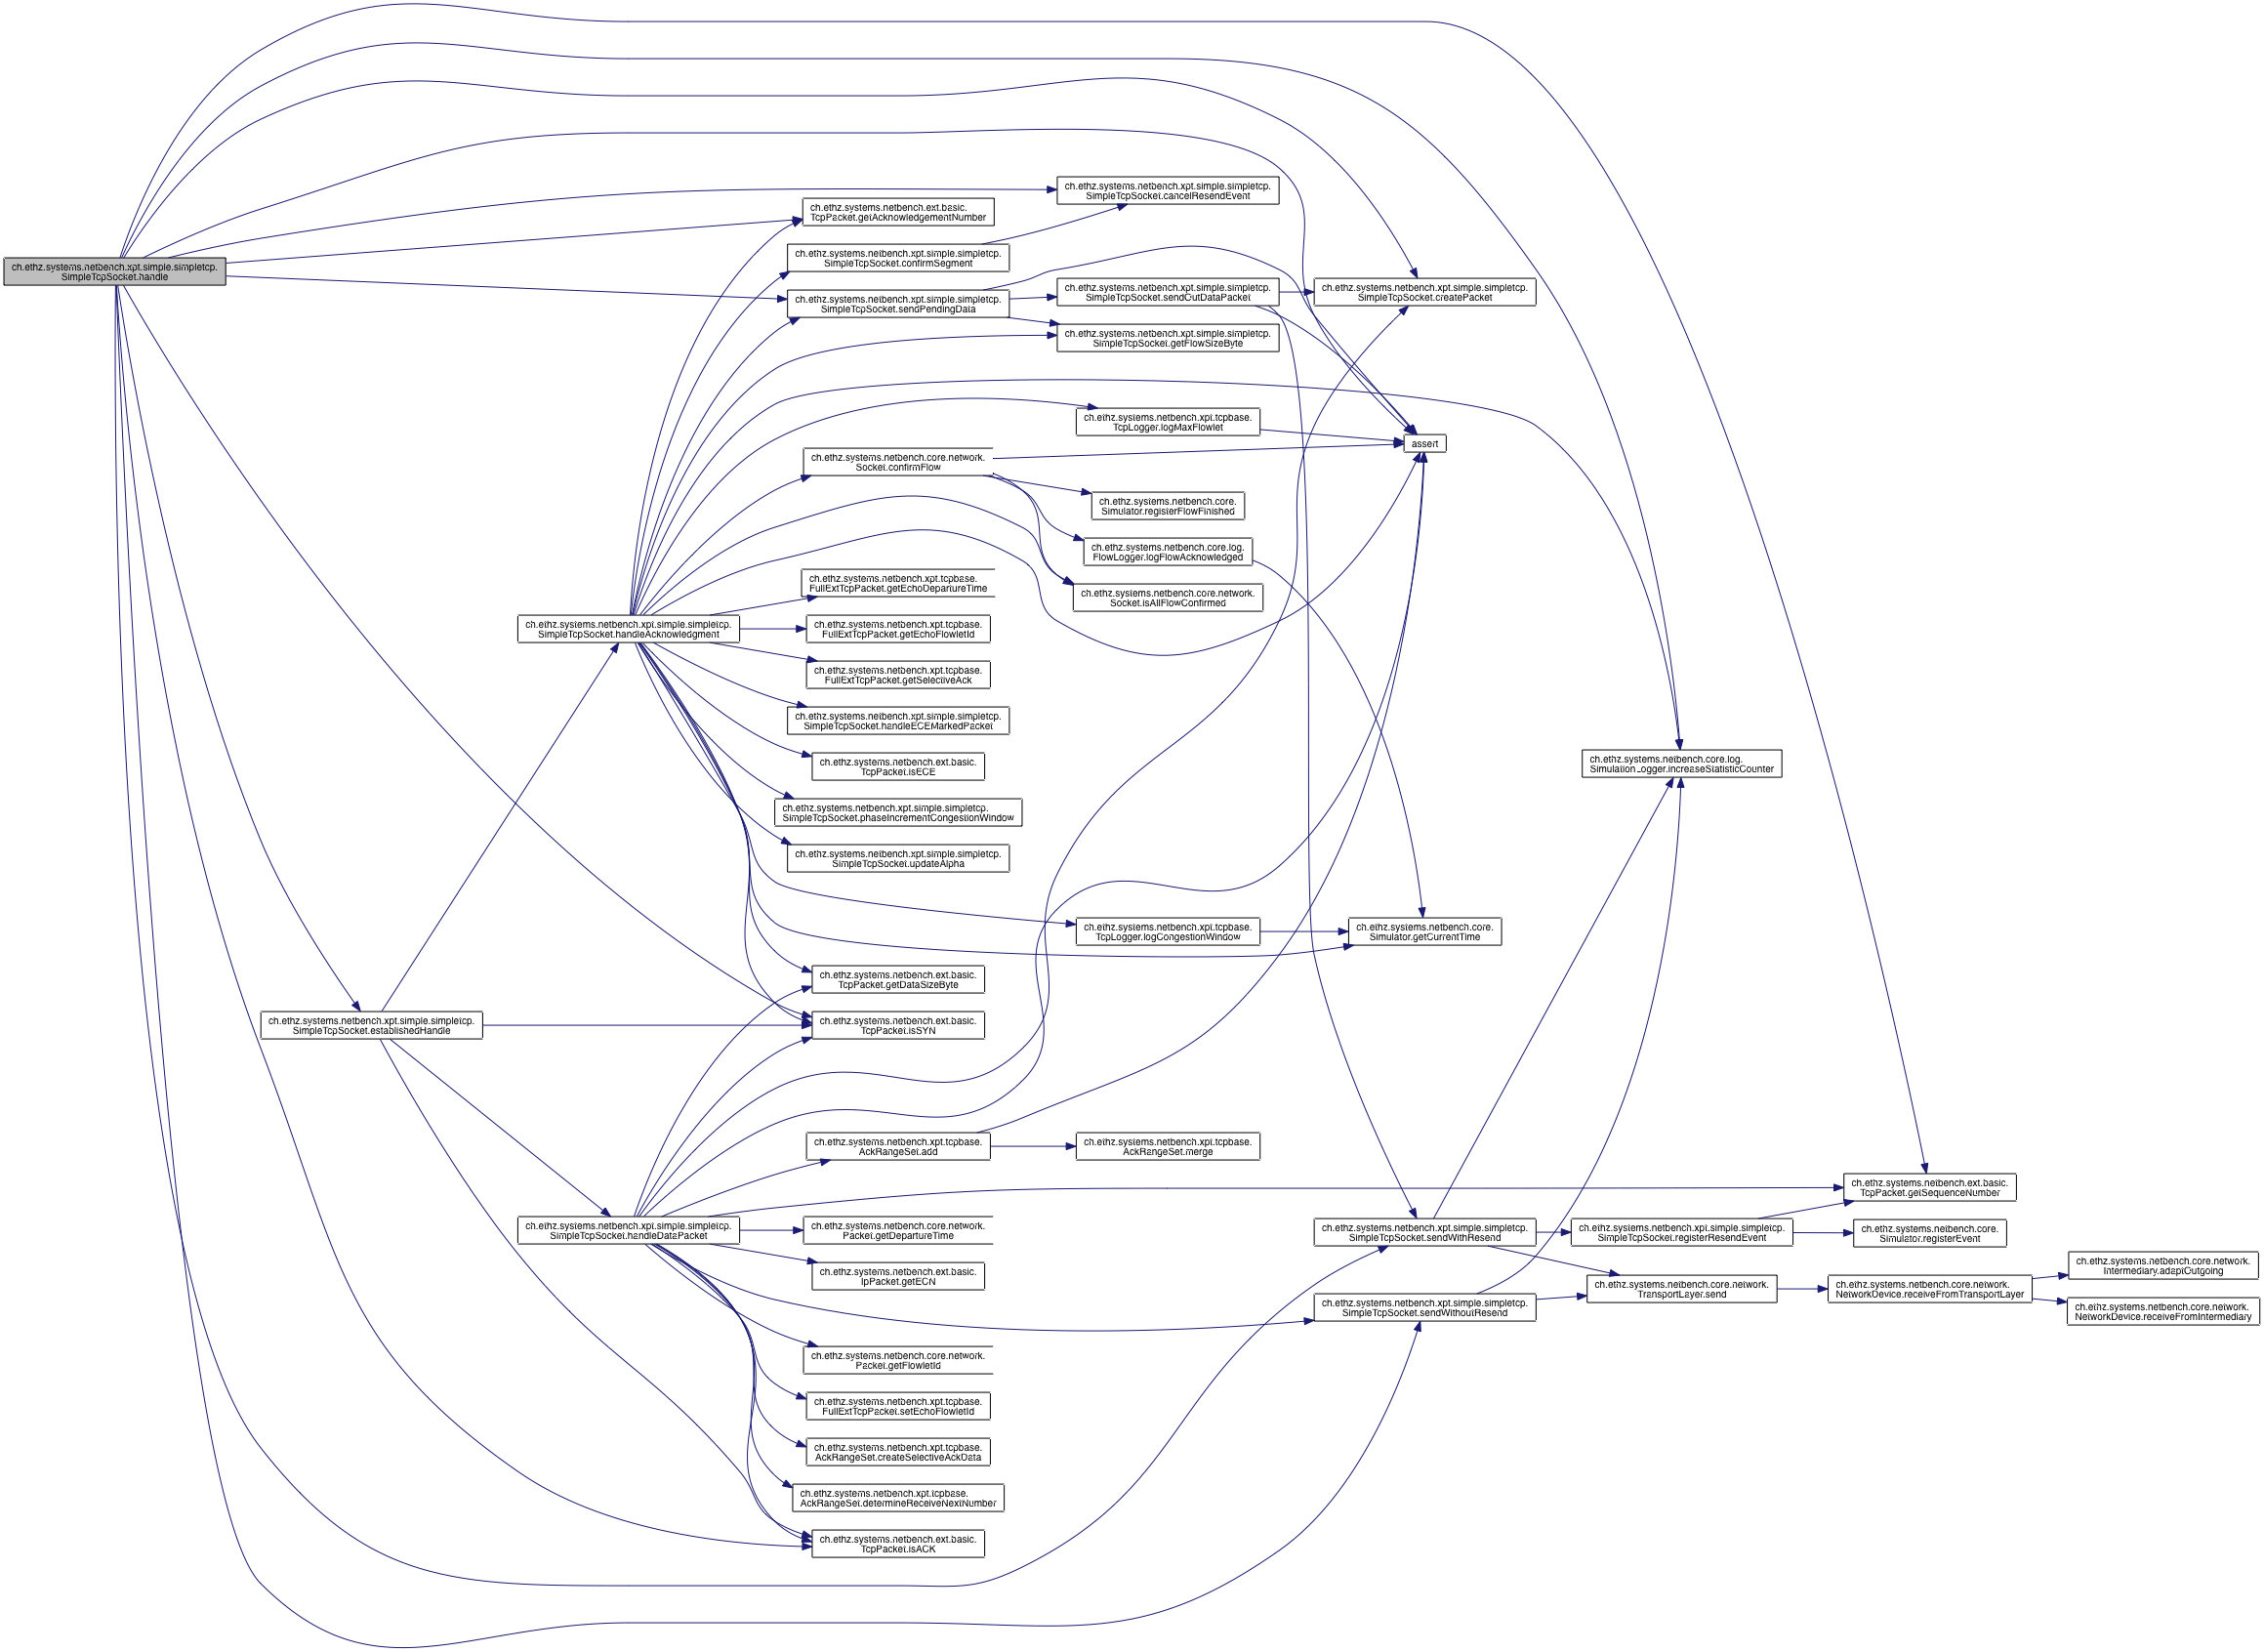 ch.ethz.systems.netbench.xpt.simple.simpletcp.
SimpleTcpSocket.handle
ch.ethz.systems.netbench.xpt.simple.simpletcp.
SimpleTcpSocket.cancelResendEvent
ch.ethz.systems.netbench.ext.basic.
TcpPacket.getAcknowledgementNumber
ch.ethz.systems.netbench.xpt.simple.simpletcp.
SimpleTcpSocket.confirmSegment
ch.ethz.systems.netbench.xpt.simple.simpletcp.
SimpleTcpSocket.sendPendingData
ch.ethz.systems.netbench.xpt.simple.simpletcp.
SimpleTcpSocket.sendOutDataPacket
ch.ethz.systems.netbench.xpt.simple.simpletcp.
SimpleTcpSocket.createPacket
ch.ethz.systems.netbench.xpt.simple.simpletcp.
SimpleTcpSocket.getFlowSizeByte
ch.ethz.systems.netbench.xpt.tcpbase.
TcpLogger.logMaxFlowlet
assert
ch.ethz.systems.netbench.core.network.
Socket.confirmFlow
ch.ethz.systems.netbench.core.
Simulator.registerFlowFinished
ch.ethz.systems.netbench.core.log.
FlowLogger.logFlowAcknowledged
ch.ethz.systems.netbench.core.network.
Socket.isAllFlowConfirmed
ch.ethz.systems.netbench.xpt.tcpbase.
FullExtTcpPacket.getEchoDepartureTime
ch.ethz.systems.netbench.xpt.simple.simpletcp.
SimpleTcpSocket.handleAcknowledgment
ch.ethz.systems.netbench.xpt.tcpbase.
FullExtTcpPacket.getEchoFlowletId
ch.ethz.systems.netbench.xpt.tcpbase.
FullExtTcpPacket.getSelectiveAck
ch.ethz.systems.netbench.xpt.simple.simpletcp.
SimpleTcpSocket.handleECEMarkedPacket
ch.ethz.systems.netbench.ext.basic.
TcpPacket.isECE
ch.ethz.systems.netbench.core.log.
SimulationLogger.increaseStatisticCounter
ch.ethz.systems.netbench.xpt.simple.simpletcp.
SimpleTcpSocket.phaseIncrementCongestionWindow
ch.ethz.systems.netbench.xpt.simple.simpletcp.
SimpleTcpSocket.updateAlpha
ch.ethz.systems.netbench.xpt.tcpbase.
TcpLogger.logCongestionWindow
ch.ethz.systems.netbench.core.
Simulator.getCurrentTime
ch.ethz.systems.netbench.ext.basic.
TcpPacket.getDataSizeByte
ch.ethz.systems.netbench.xpt.simple.simpletcp.
SimpleTcpSocket.establishedHandle
ch.ethz.systems.netbench.ext.basic.
TcpPacket.isSYN
ch.ethz.systems.netbench.xpt.tcpbase.
AckRangeSet.add
ch.ethz.systems.netbench.xpt.tcpbase.
AckRangeSet.merge
ch.ethz.systems.netbench.ext.basic.
TcpPacket.getSequenceNumber
ch.ethz.systems.netbench.xpt.simple.simpletcp.
SimpleTcpSocket.handleDataPacket
ch.ethz.systems.netbench.core.network.
Packet.getDepartureTime
ch.ethz.systems.netbench.xpt.simple.simpletcp.
SimpleTcpSocket.sendWithResend
ch.ethz.systems.netbench.xpt.simple.simpletcp.
SimpleTcpSocket.registerResendEvent
ch.ethz.systems.netbench.core.
Simulator.registerEvent
ch.ethz.systems.netbench.ext.basic.
IpPacket.getECN
ch.ethz.systems.netbench.core.network.
Intermediary.adaptOutgoing
ch.ethz.systems.netbench.core.network.
TransportLayer.send
ch.ethz.systems.netbench.core.network.
NetworkDevice.receiveFromTransportLayer
ch.ethz.systems.netbench.xpt.simple.simpletcp.
SimpleTcpSocket.sendWithoutResend
ch.ethz.systems.netbench.core.network.
NetworkDevice.receiveFromIntermediary
ch.ethz.systems.netbench.core.network.
Packet.getFlowletId
ch.ethz.systems.netbench.xpt.tcpbase.
FullExtTcpPacket.setEchoFlowletId
ch.ethz.systems.netbench.xpt.tcpbase.
AckRangeSet.createSelectiveAckData
ch.ethz.systems.netbench.xpt.tcpbase.
AckRangeSet.determineReceiveNextNumber
ch.ethz.systems.netbench.ext.basic.
TcpPacket.isACK